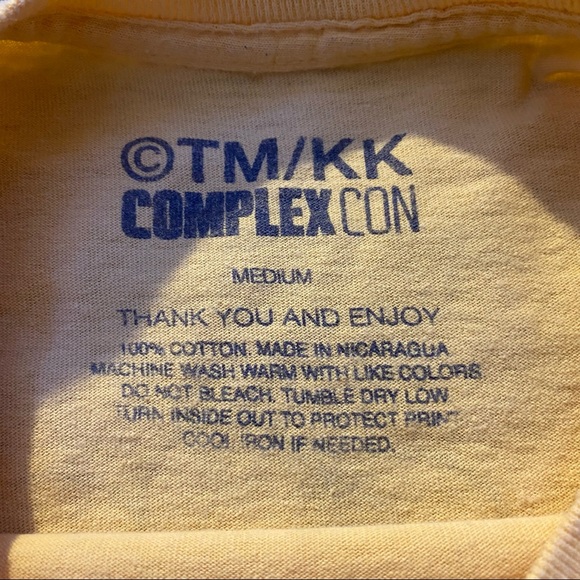 ©TM/KK
COMPLEXCON
MEDIUM
THANK YOU AND ENJOY
100% COTTON. MADE IN NICARAGUA
MACHINE WASH WARM WITH LIKE COLORS
DO NOT BLEACH. TUMBLE DRY LOW.
TURN INSIDE OUT TO PROTECT PRINT
COOL IRON IF NEEDED.